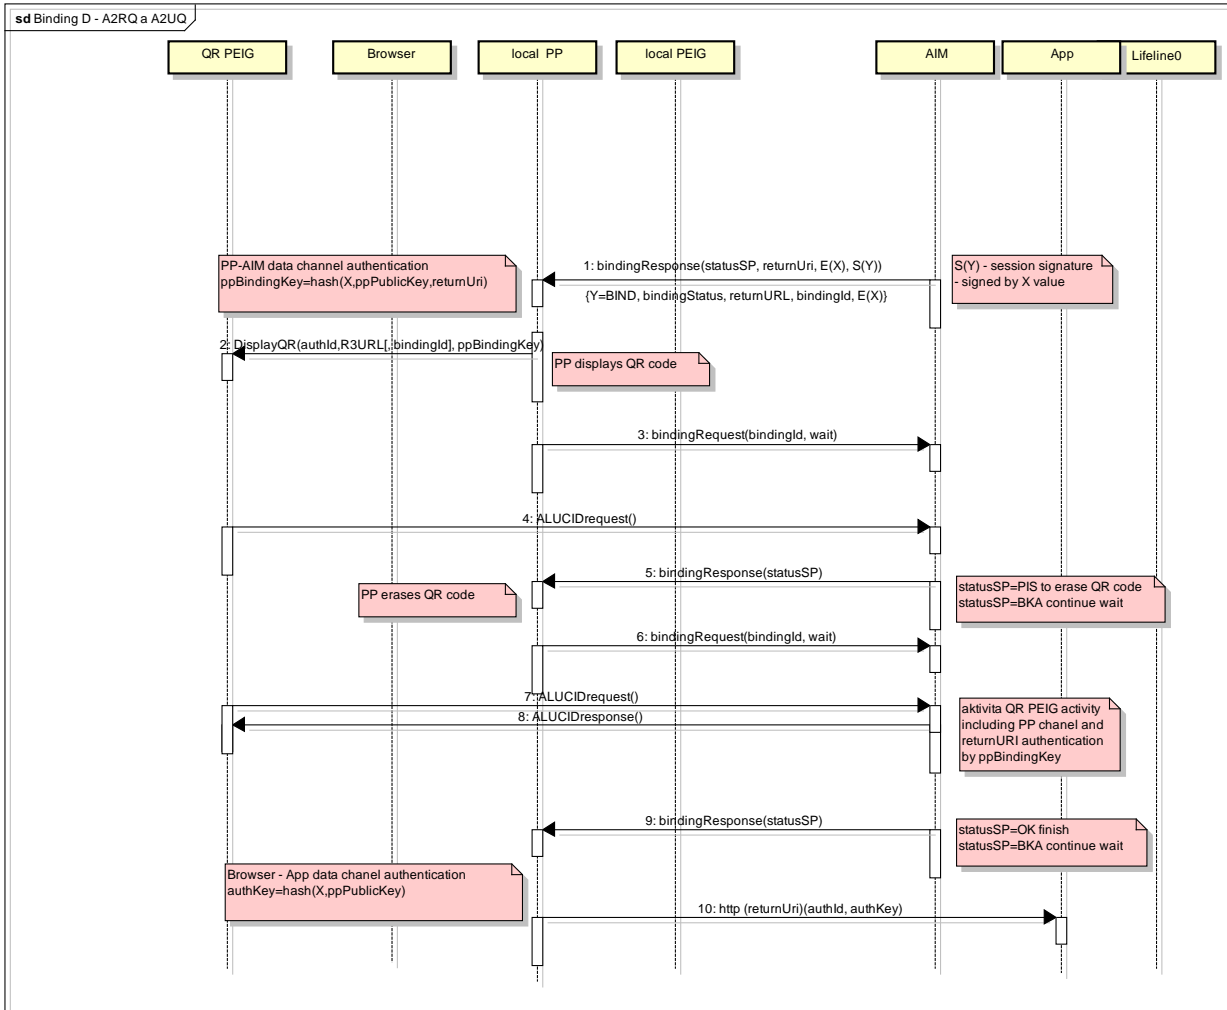 sd Binding D - A2RQ a A2UQ
QR PEIG
Browser
local PP
local PEIG
AIM
App
Lifeline0
PP-AIM data channel authentication
ppBindingKey=hash(X,ppPublicKey,returnUri)
1: bindingResponse(statusSP, returnUri, E(X), S(Y))
{Y=BIND, bindingStatus, returnURL, bindingId, E(X)}
S(Y) - session signature
- signed by X value
2: DisplayQR(authId,R3URL[, bindingId], ppBindingKey)
PP displays QR code
3: bindingRequest(bindingId, wait)
4: ALUCIDrequest()
5: bindingResponse(statusSP)
PP erases QR code
statusSP=PIS to erase QR code
statusSP=BKA continue wait
6: bindingRequest(bindingId, wait)
7: ALUCIDrequest()
8: ALUCIDresponse()
aktivita QR PEIG activity
including PP chanel and
returnURI authentication
by ppBindingKey
9: bindingResponse(statusSP)
statusSP=OK finish
statusSP=BKA continue wait
Browser - App data chanel authentication
authKey=hash(X,ppPublicKey)
10: http (returnUri)(authId, authKey)